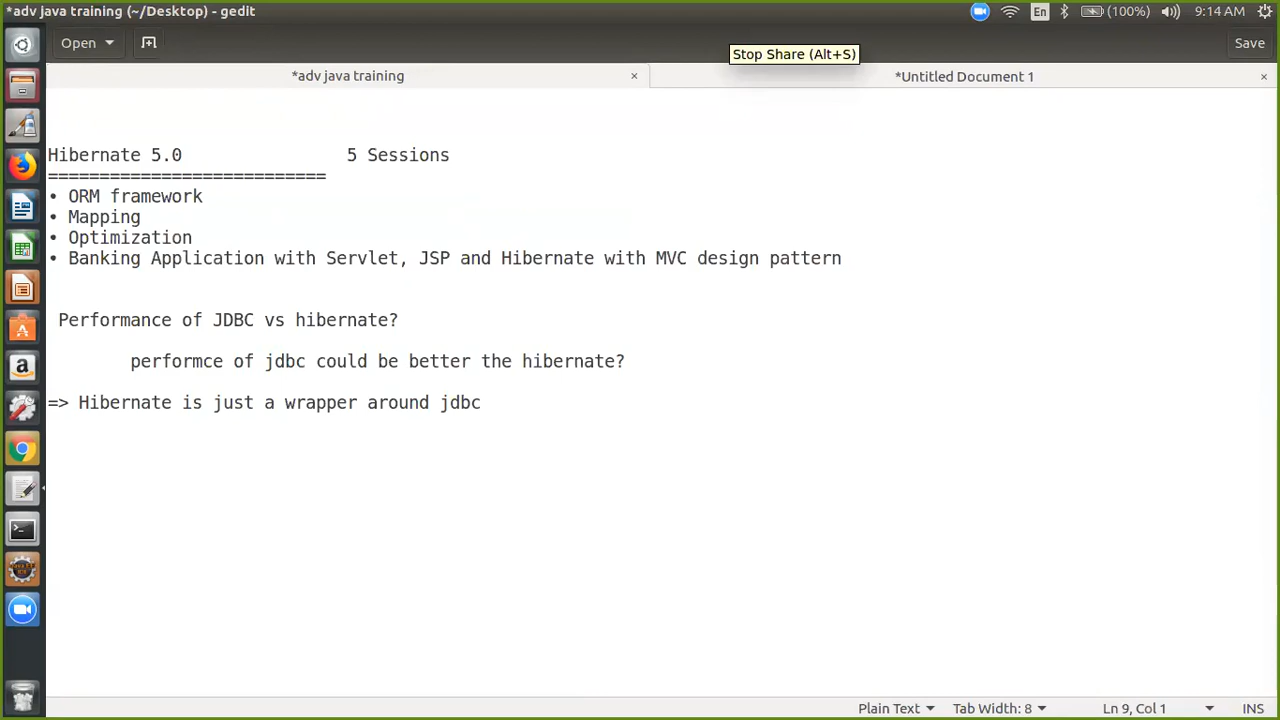 *adv java training (~/Desktop) - gedit
En
(100%)
9:14 AM
Open
Stop Share (Alt+S)
Save
*adv java training ×
*Untitled Document 1 ×
Hibernate 5.0 5 Sessions
===========================
• ORM framework
• Mapping
• Optimization
• Banking Application with Servlet, JSP and Hibernate with MVC design pattern
Performance of JDBC vs hibernate?
performce of jdbc could be better the hibernate?
=> Hibernate is just a wrapper around jdbc
Plain Text
Tab Width: 8
Ln 9, Col 1
INS